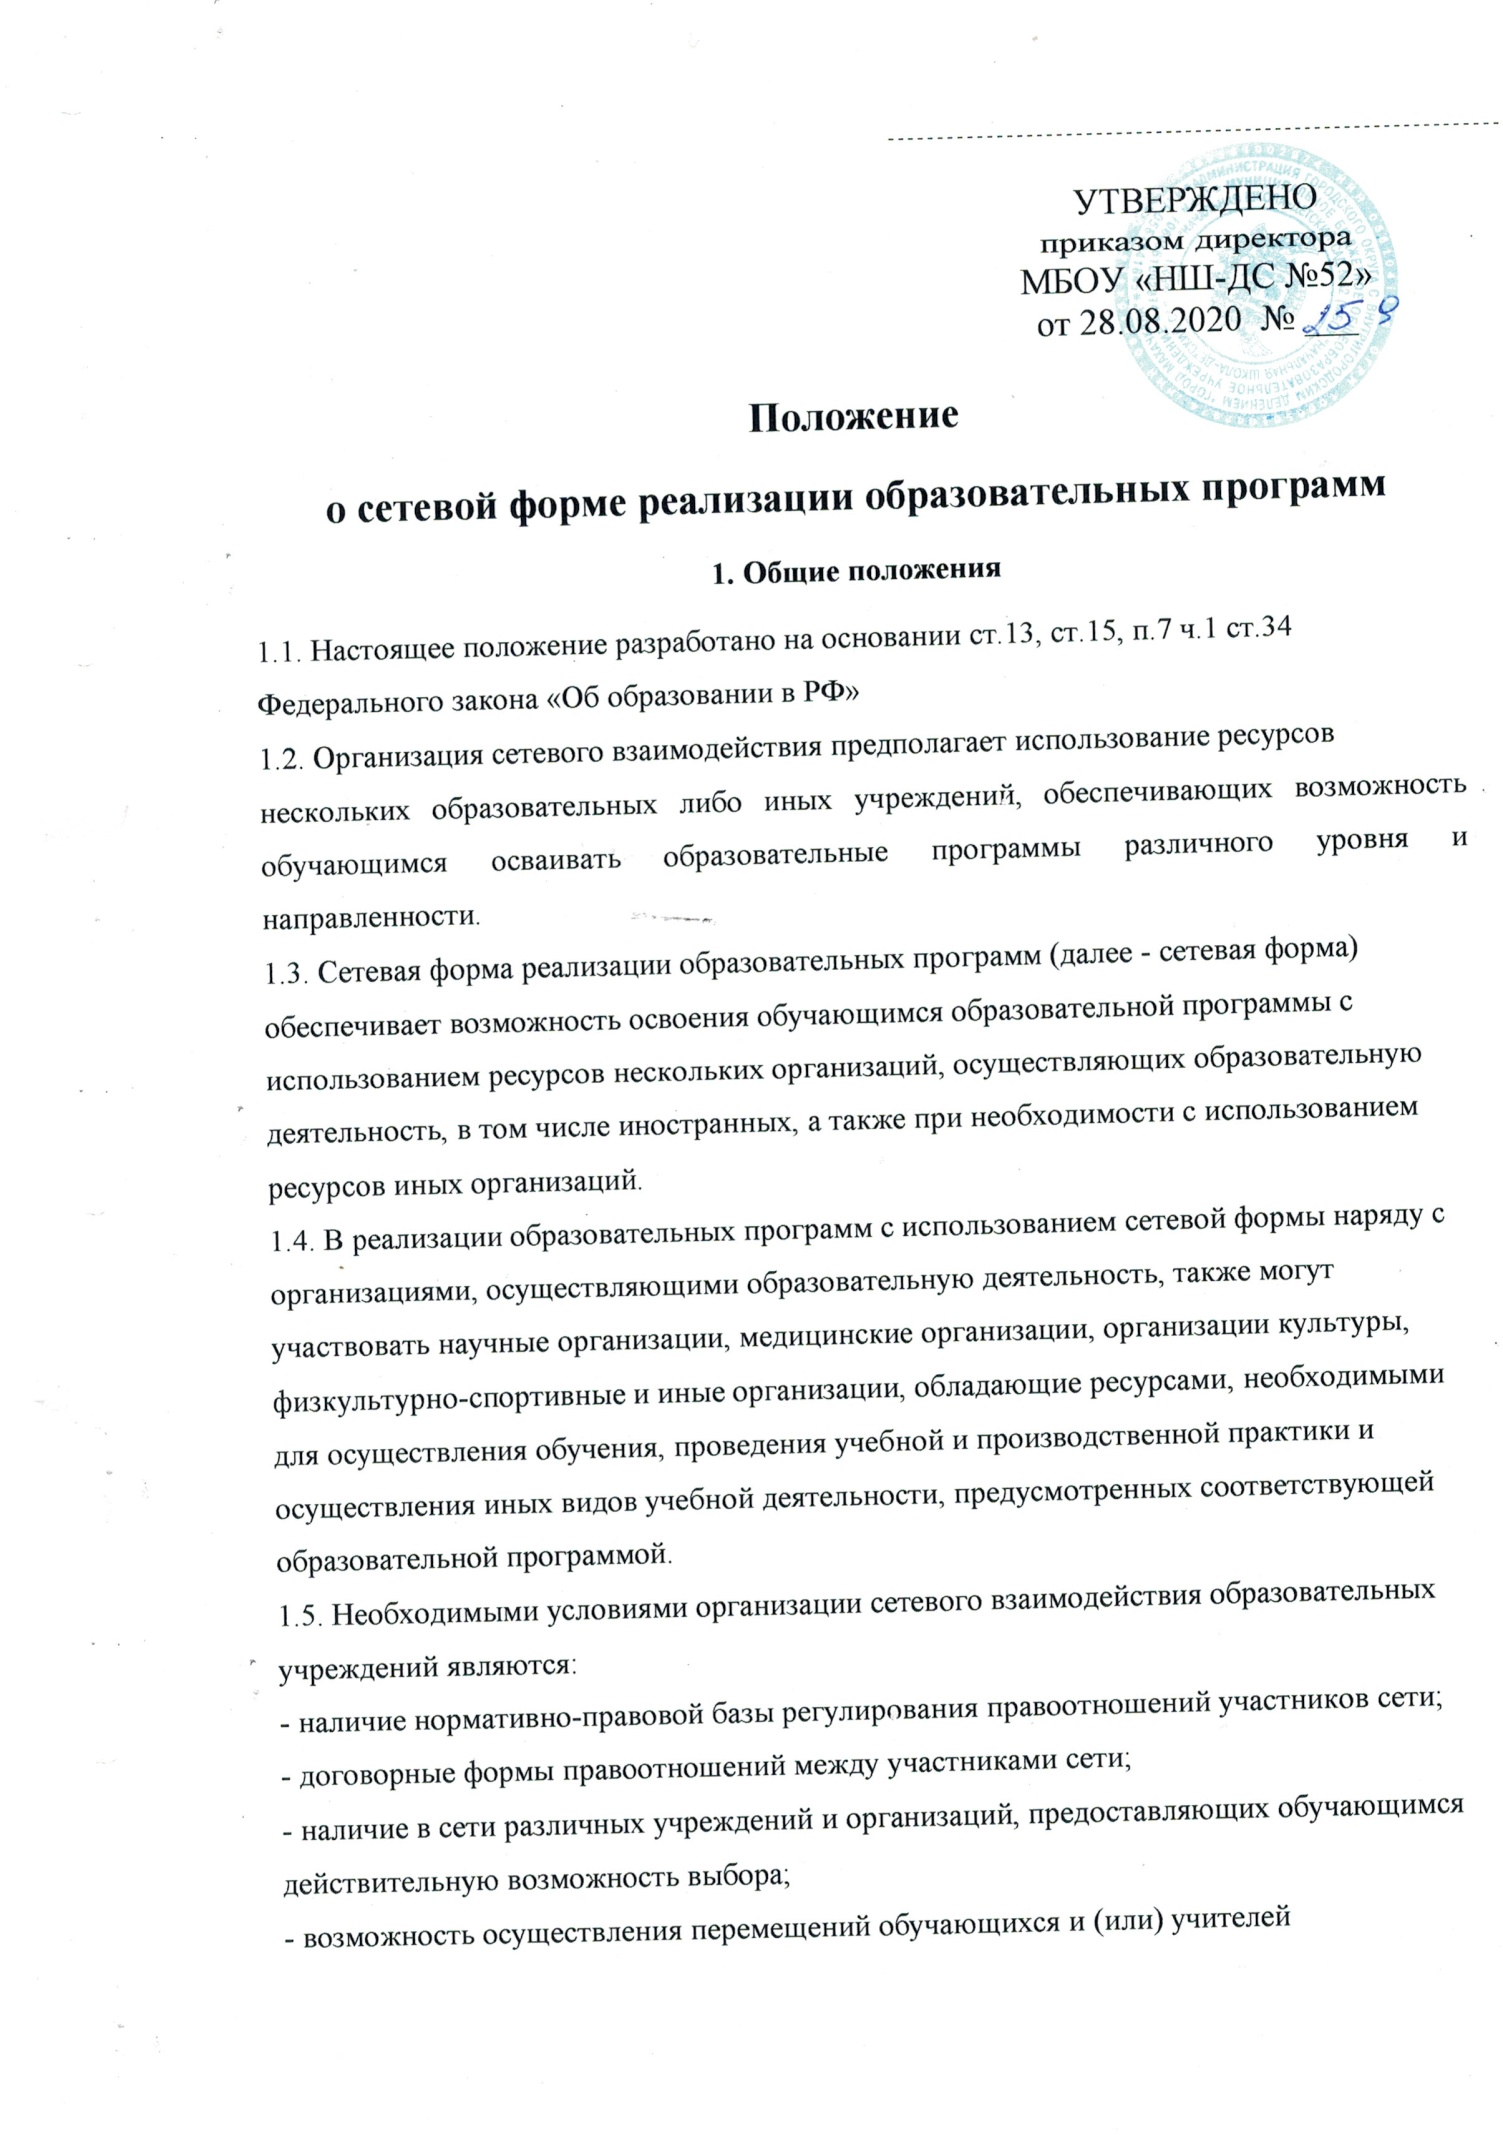 УТВЕРЖДЕНО
приказом директора
МБОУ «НШ-ДС №52»
от 28.08.2020 №
Положение
о сетевой форме реализации образовательных программ
1. Общие положения
1.1. Настоящее положение разработано на основании ст.13, ст.15, п.7 ч.1 ст.34
Федерального закона «Об образовании в РФ»
1.2. Организация сетевого взаимодействия предполагает использование ресурсов
нескольких образовательных либо иных учреждений, обеспечивающих возможность
обучающимся осваивать образовательные программы различного уровня и
направленности.
1.3. Сетевая форма реализации образовательных программ (далее - сетевая форма)
обеспечивает возможность освоения обучающимся образовательной программы с
использованием ресурсов нескольких организаций, осуществляющих образовательную
деятельность, в том числе иностранных, а также при необходимости с использованием
ресурсов иных организаций.
1.4. В реализации образовательных программ с использованием сетевой формы наряду с
организациями, осуществляющими образовательную деятельность, также могут
участвовать научные организации, медицинские организации, организации культуры,
физкультурно-спортивные и иные организации, обладающие ресурсами, необходимыми
для осуществления обучения, проведения учебной и производственной практики и
осуществления иных видов учебной деятельности, предусмотренных соответствующей
образовательной программой.
1.5. Необходимыми условиями организации сетевого взаимодействия образовательных
учреждений являются:
- наличие нормативно-правовой базы регулирования правоотношений участников сети;
- договорные формы правоотношений между участниками сети;
- наличие в сети различных учреждений и организаций, предоставляющих обучающимся
действительную возможность выбора;
- возможность осуществления перемещений обучающихся и (или) учителей